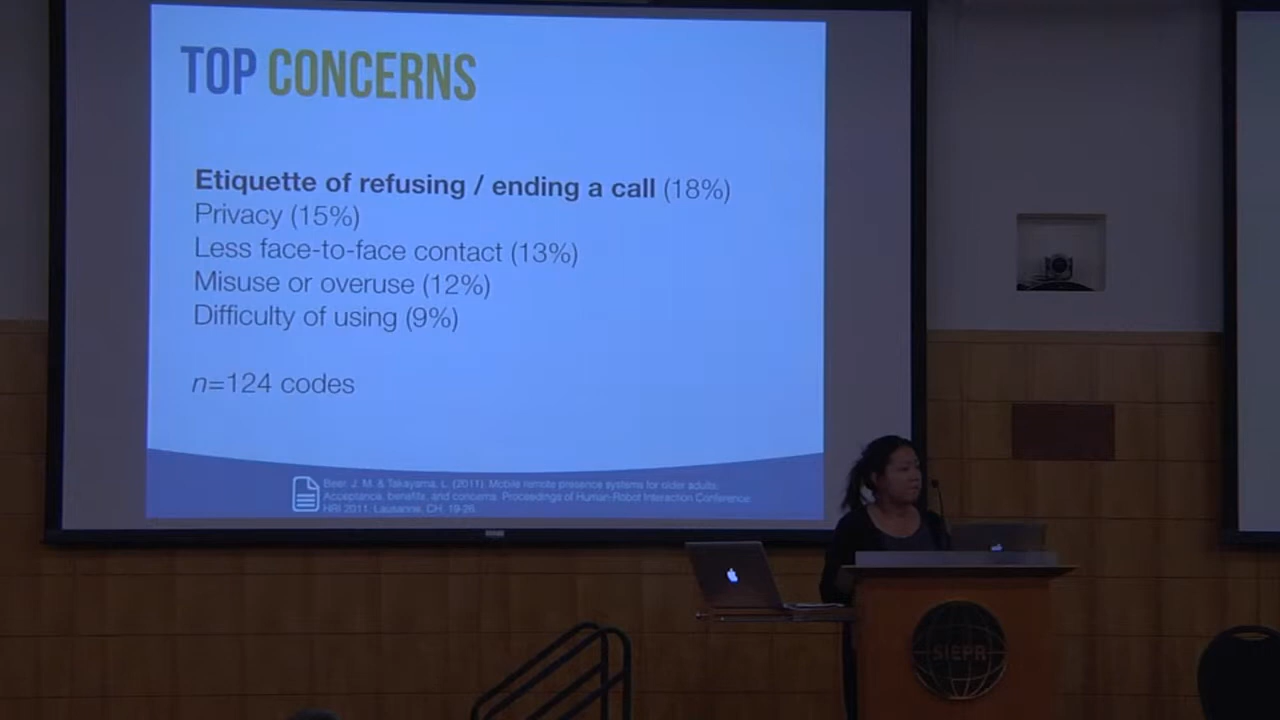 TOP CONCERNS
Etiquette of refusing / ending a call (18%)
Privacy (15%)
Less face-to-face contact (13%)
Misuse or overuse (12%)
Difficulty of using (9%)
n=124 codes
Beer, J. M. & Takayama, L. (2011). Mobile remote presence systems for older adults:
Acceptance, benefits, and concerns. Proceedings of Human-Robot Interaction Conference:
HRI 2011, Lausanne, CH, 19-26.
SIEPR